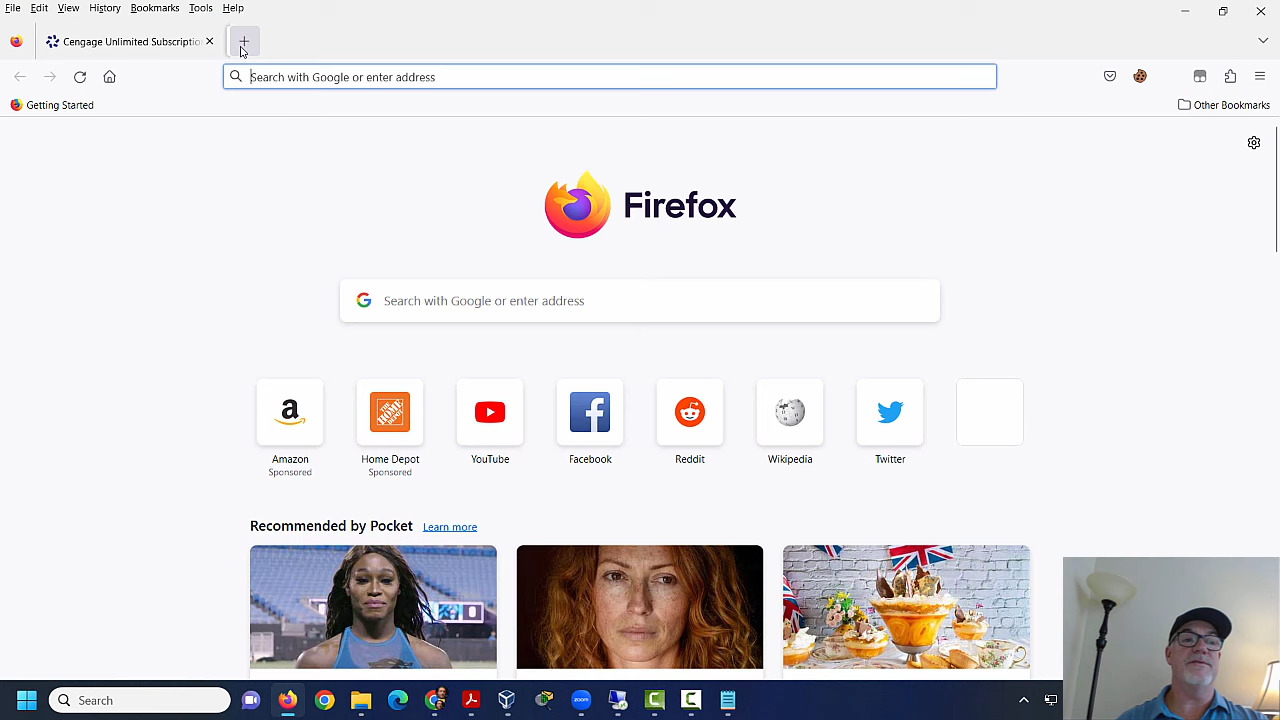 File Edit View History Bookmarks Tools Help
Cengage Unlimited Subscriptio
Search with Google or enter address
Getting Started
Other Bookmarks
Firefox
Search with Google or enter address
Amazon
Sponsored
Home Depot
Sponsored
YouTube
Facebook
Reddit
Wikipedia
Twitter
Recommended by Pocket Learn more
Search